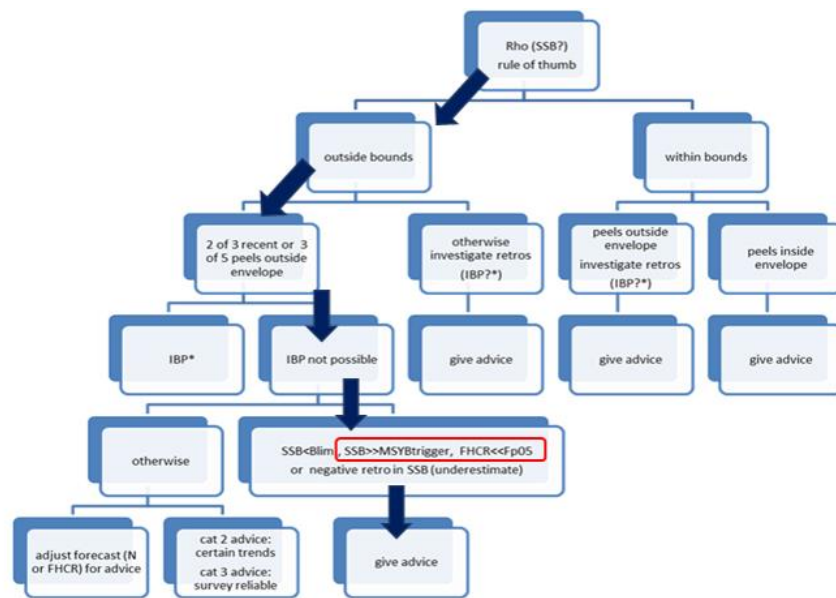 Rho (SSB?)
rule of thumb
outside bounds
within bounds
2 of 3 recent or 3
of 5 peels outside
envelope
otherwise
investigate retros
(IBP?*)
peels outside
envelope
investigate retros
(IBP?*)
peels inside
envelope
IBP*
IBP not possible
give advice
give advice
give advice
otherwise
SSB<Blim, SSB>>MSYBtrigger, FHCR<<Fp05
or negative retro in SSB (underestimate)
adjust forecast (N
or FHCR) for advice
cat 2 advice:
certain trends
cat 3 advice:
survey reliable
give advice